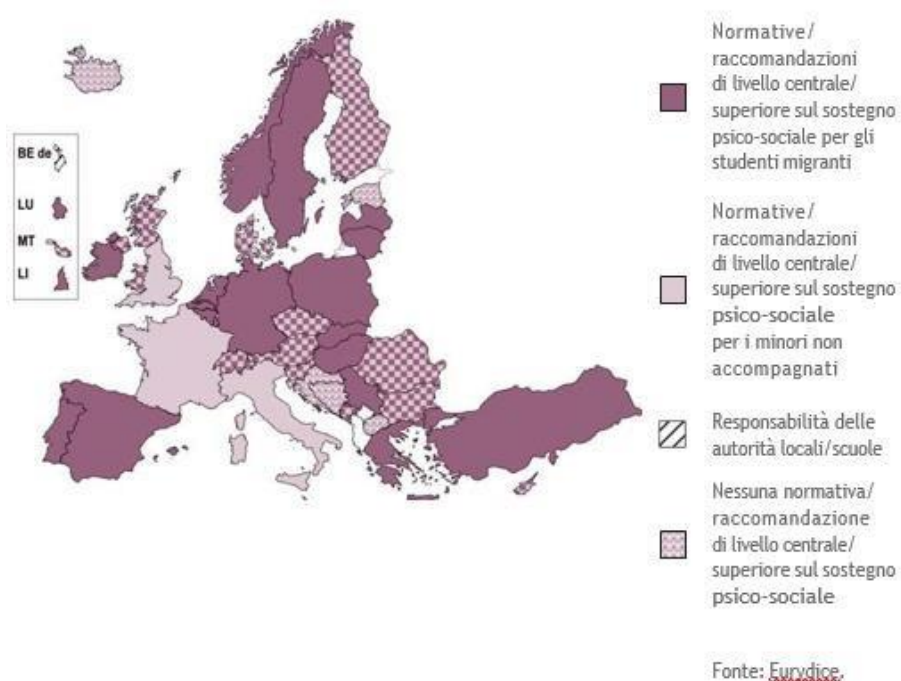 BE de
LU
MT
LI
Normative/
raccomandazioni
di livello centrale/
superiore sul sostegno
psico-sociale per gli
studenti migranti
Normative/
raccomandazioni
di livello centrale/
superiore sul sostegno
psico-sociale
per i minori non
accompagnati
Responsabilità delle
autorità locali/scuole
Nessuna normativa/
raccomandazione
di livello centrale/
superiore sul sostegno
psico-sociale
Fonte: Eurydice.